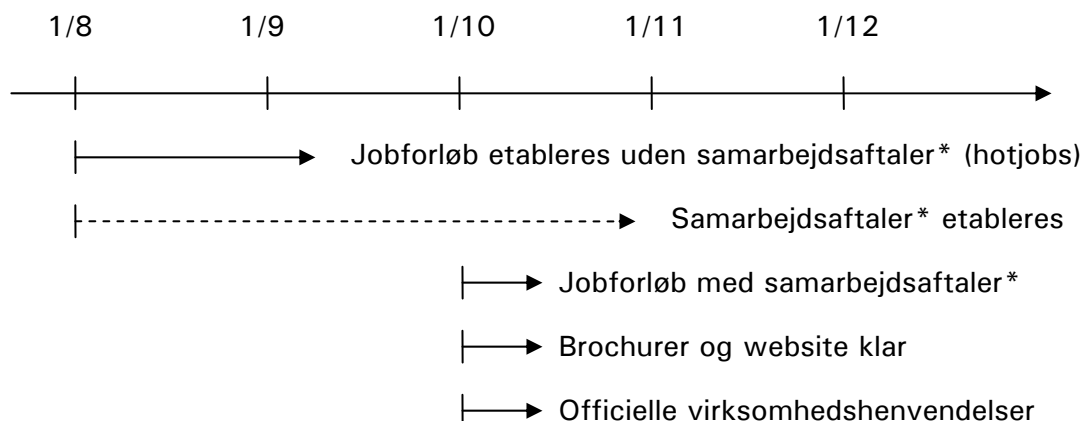 1/8 1/9 1/10 1/11 1/12
Jobforløb etableres uden samarbejdsaftaler* (hotjobs)
Samarbejdsaftaler* etableres
Jobforløb med samarbejdsaftaler*
Brochurer og website klar
Officielle virksomhedshenvendelser